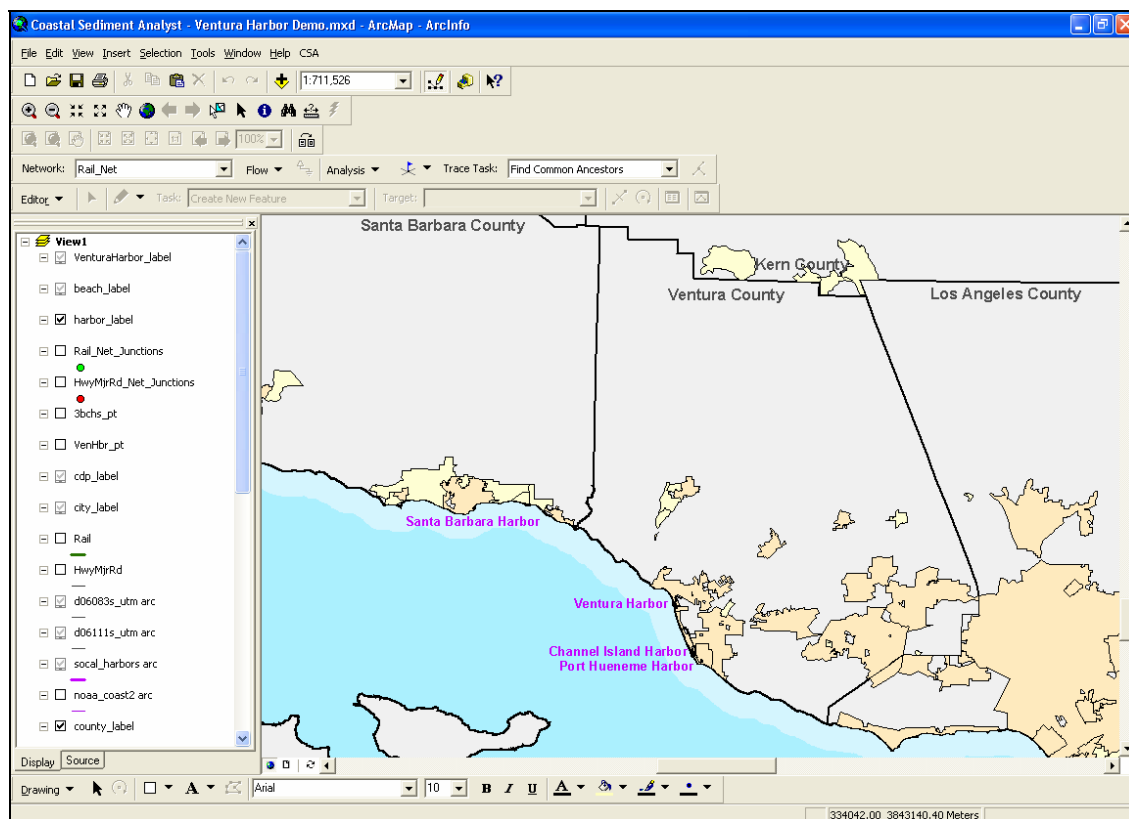 Coastal Sediment Analyst - Ventura Harbor Demo.mxd - ArcMap - ArcInfo
File Edit View Insert Selection Tools Window Help CSA
1:711,526
100%
Network: Rail_Net Flow Analysis Trace Task: Find Common Ancestors
Editor Task: Create New Feature Target:
View1
VenturaHarbor_label
beach_label
harbor_label
Rail_Net_Junctions
HwyMjrRd_Net_Junctions
3bchs_pt
VenHbr_pt
cdp_label
city_label
Rail
HwyMjrRd
d06083s_utm arc
d06111s_utm arc
socal_harbors arc
noaa_coast2 arc
county_label
Display Source
Santa Barbara County
Kern County
Ventura County
Los Angeles County
Santa Barbara Harbor
Ventura Harbor
Channel Island Harbor
Port Hueneme Harbor
Drawing A Arial 10 B I U A
334042.00 3843140.40 Meters